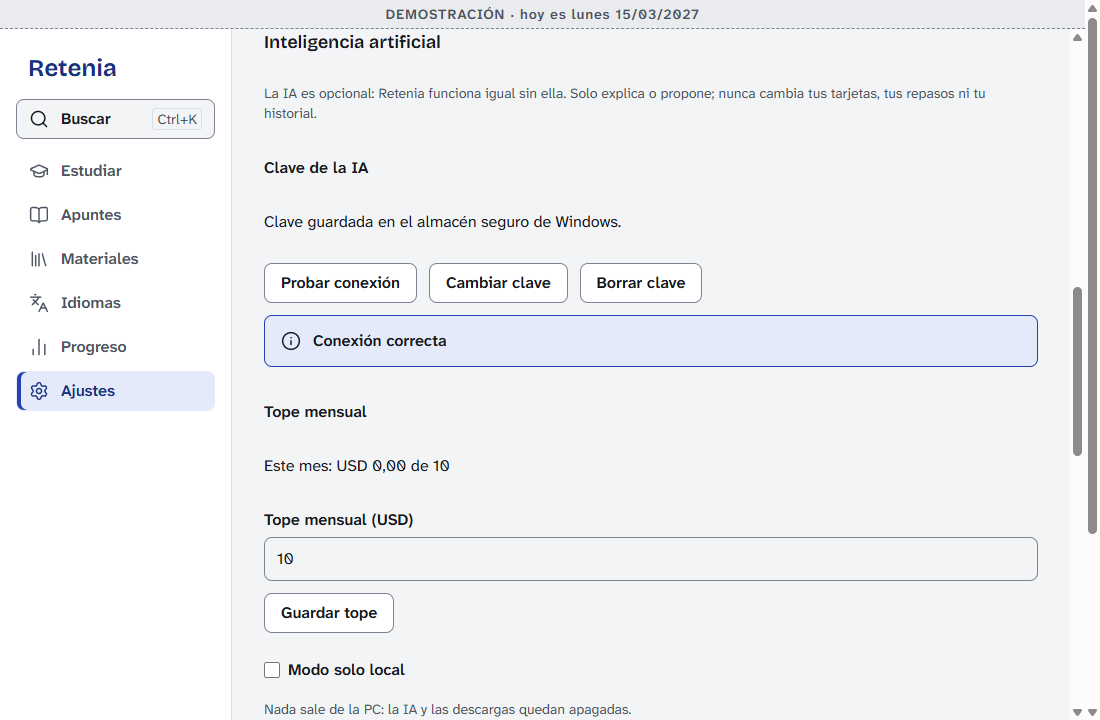 DEMOSTRACIÓN · hoy es lunes 15/03/2027
Retenia
Buscar
Ctrl+K
Estudiar
Apuntes
Materiales
Idiomas
Progreso
Ajustes
Inteligencia artificial
La IA es opcional: Retenia funciona igual sin ella. Solo explica o propone; nunca cambia tus tarjetas, tus repasos ni tu
historial.
Clave de la IA
Clave guardada en el almacén seguro de Windows.
Probar conexión
Cambiar clave
Borrar clave
Conexión correcta
Tope mensual
Este mes: USD 0,00 de 10
Tope mensual (USD)
10
Guardar tope
Modo solo local
Nada sale de la PC: la IA y las descargas quedan apagadas.